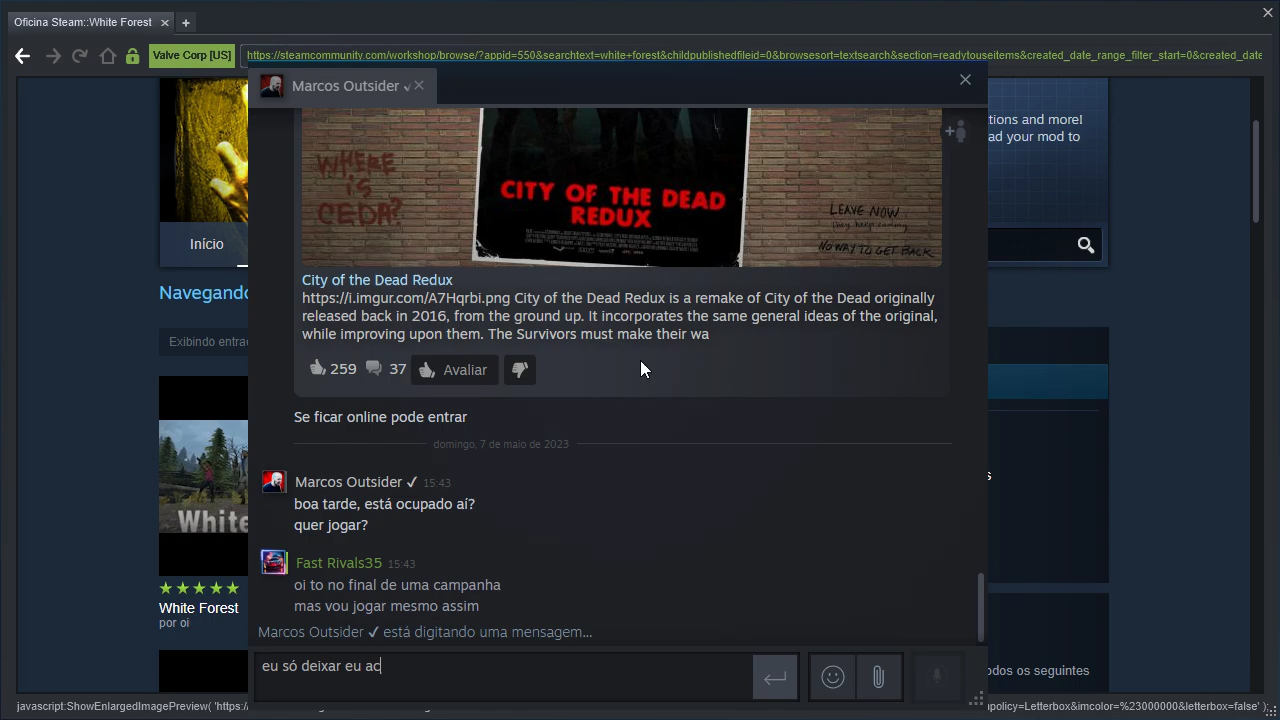 Oficina Steam::White Forest
Valve Corp [US]
https://steamcommunity.com/workshop/browse/?appid=550&searchtext=white+forest&childpublishedfileid=0&browsesort=textsearch&section=readytouseitems&created_date_range_filter_start=0&created_date
Marcos Outsider ✓
tions and more!
ad your mod to
WHERE
IS
CEDA?
CITY OF THE DEAD
REDUX
LEAVE NOW
they keep coming
NO WAY TO GET BACK
Início
City of the Dead Redux
https://i.imgur.com/A7Hqrbi.png City of the Dead Redux is a remake of City of the Dead originally
released back in 2016, from the ground up. It incorporates the same general ideas of the original,
while improving upon them. The Survivors must make their wa
Navegando
Exibindo entra
259 37 Avaliar
Se ficar online pode entrar
domingo, 7 de maio de 2023
Marcos Outsider ✓ 15:43
boa tarde, está ocupado aí?
quer jogar?
White
Fast Rivals35 15:43
oi to no final de uma campanha
mas vou jogar mesmo assim
White Forest
por oi
Marcos Outsider ✓ está digitando uma mensagem...
eu só deixar eu ac
odos os seguintes
javascript:ShowEnlargedImagePreview( 'https://
npolicy=Letterbox&imcolor=%23000000&letterbox=false' );